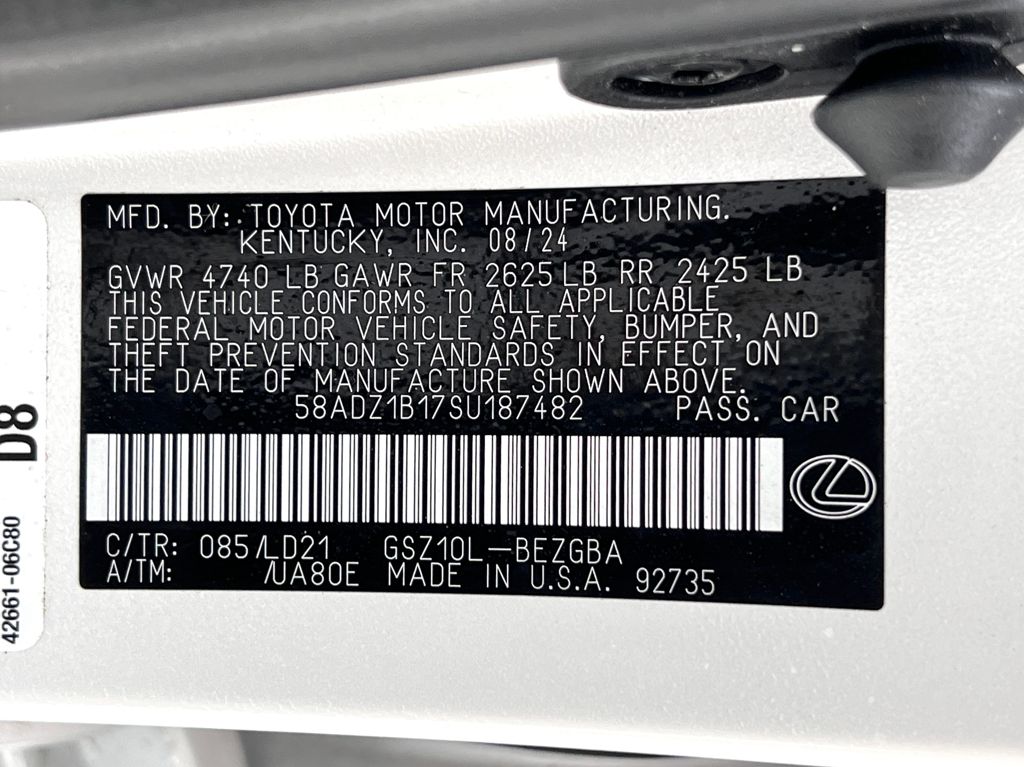 MFD. BY: TOYOTA MOTOR MANUFACTURING.
KENTUCKY, INC. 08/24
GVWR 4740 LB GAWR FR 2625 LB RR 2425 LB
THIS VEHICLE CONFORMS TO ALL APPLICABLE
FEDERAL MOTOR VEHICLE SAFETY, BUMPER, AND
THEFT PREVENTION STANDARDS IN EFFECT ON
THE DATE OF MANUFACTURE SHOWN ABOVE.
58ADZ1B17SU187482 PASS. CAR
C/TR: 085/LD21 GSZ10L-BEZGBA
A/TM: /UA80E MADE IN U.S.A. 92735
D8
42661-06C80